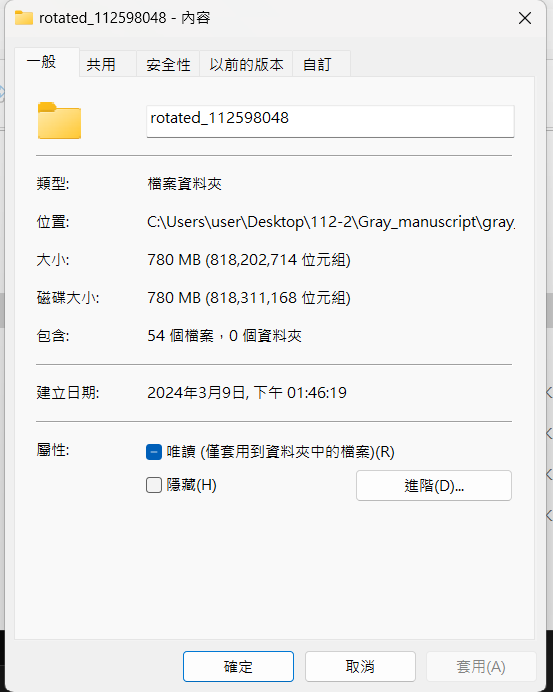 rotated_112598048 - 內容
一般 共用 安全性 以前的版本 自訂
rotated_112598048
類型: 檔案資料夾
位置: C:\Users\user\Desktop\112-2\Gray_manuscript\gray_
大小: 780 MB (818,202,714 位元組)
磁碟大小: 780 MB (818,311,168 位元組)
包含: 54 個檔案，0 個資料夾
建立日期: 2024年3月9日, 下午 01:46:19
屬性: 唯讀 (僅套用到資料夾中的檔案)(R)
隱藏(H) 進階(D)...
確定 取消 套用(A)